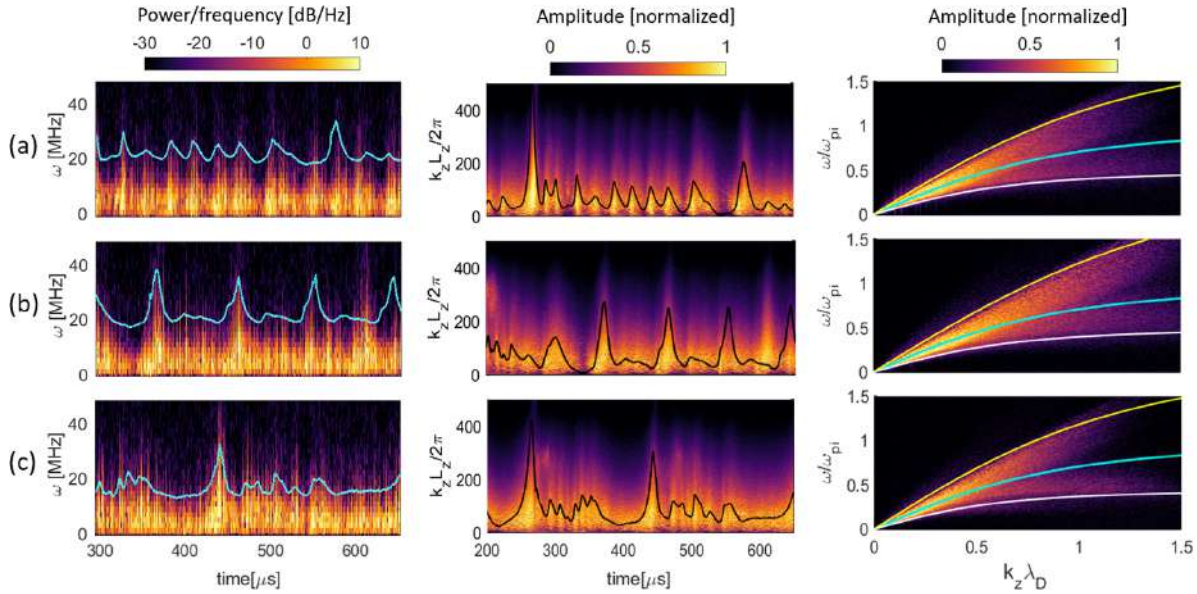 Power/frequency [dB/Hz] Amplitude [normalized] Amplitude [normalized]
-30 -20 -10 0 10 0 0.5 1 0 0.5 1
(a)
ω [MHz]
40
20
0
k_z L_z/2π
400
200
0
ω/ω_pi
1.5
1
0.5
0
(b)
ω [MHz]
40
20
0
k_z L_z/2π
400
200
0
ω/ω_pi
1.5
1
0.5
0
(c)
ω [MHz]
40
20
0
k_z L_z/2π
400
200
0
ω/ω_pi
1.5
1
0.5
0
300 400 500 600 200 300 400 500 600 0 0.5 1 1.5
time[μs] time[μs] k_z λ_D